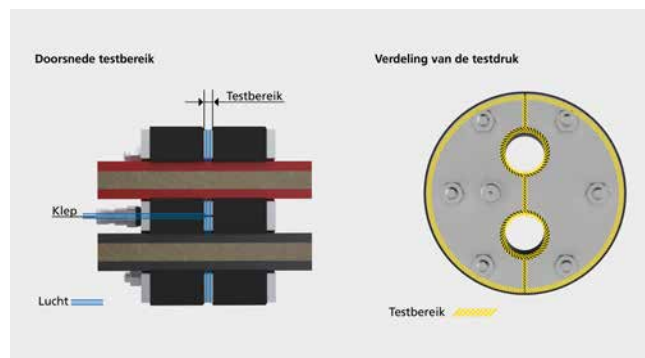 Doorsnede testbereik
Testbereik
Klep
Lucht
Verdeling van de testdruk
Testbereik